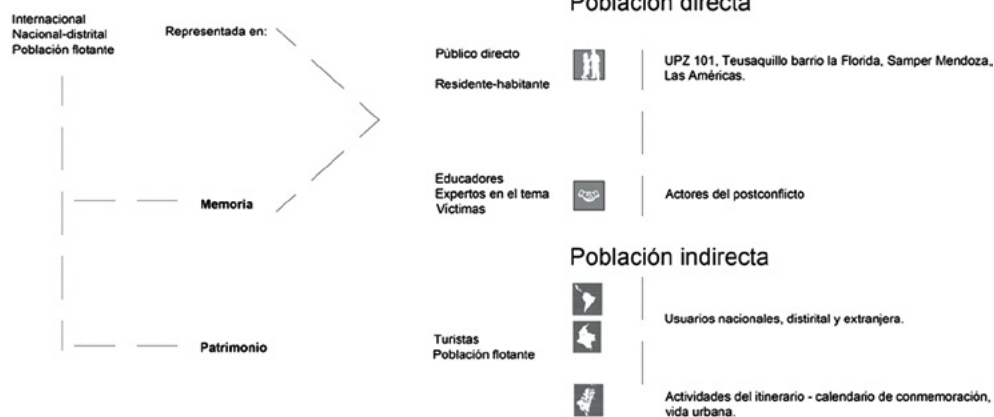 Internacional
Nacional-distrital
Población flotante
Representada en:
Memoria
Patrimonio
Población directa
Público directo
Residente-habitante
UPZ 101, Teusaquillo barrio la Florida, Samper Mendoza,
Las Américas.
Educadores
Expertos en el tema
Víctimas
Actores del postconflicto
Población indirecta
Turistas
Población flotante
Usuarios nacionales, distirital y extranjera.
Actividades del itinerario - calendario de conmemoración,
vida urbana.